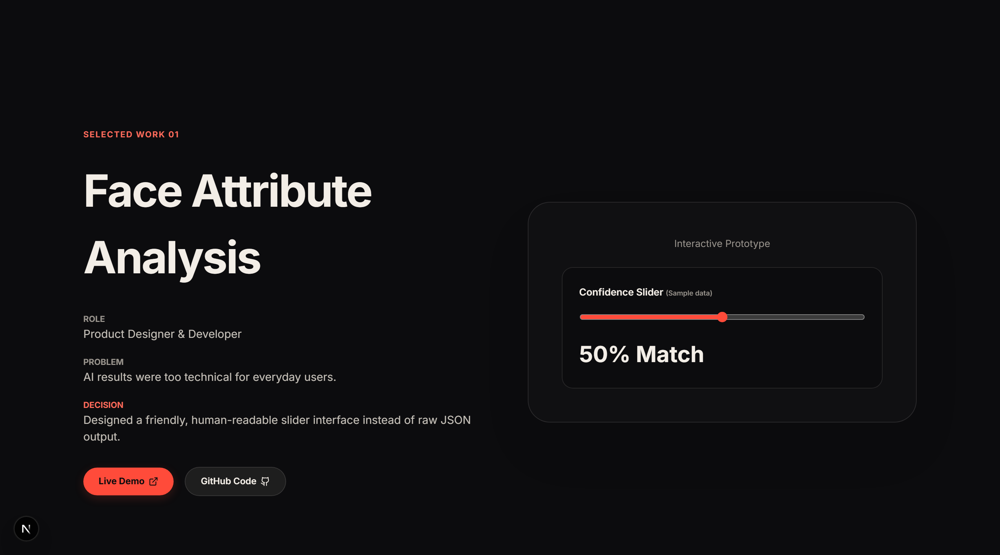 SELECTED WORK 01
Face Attribute
Analysis
ROLE
Product Designer & Developer
PROBLEM
AI results were too technical for everyday users.
DECISION
Designed a friendly, human-readable slider interface instead of raw JSON
output.
Live Demo
GitHub Code
Interactive Prototype
Confidence Slider (Sample data)
50% Match
N